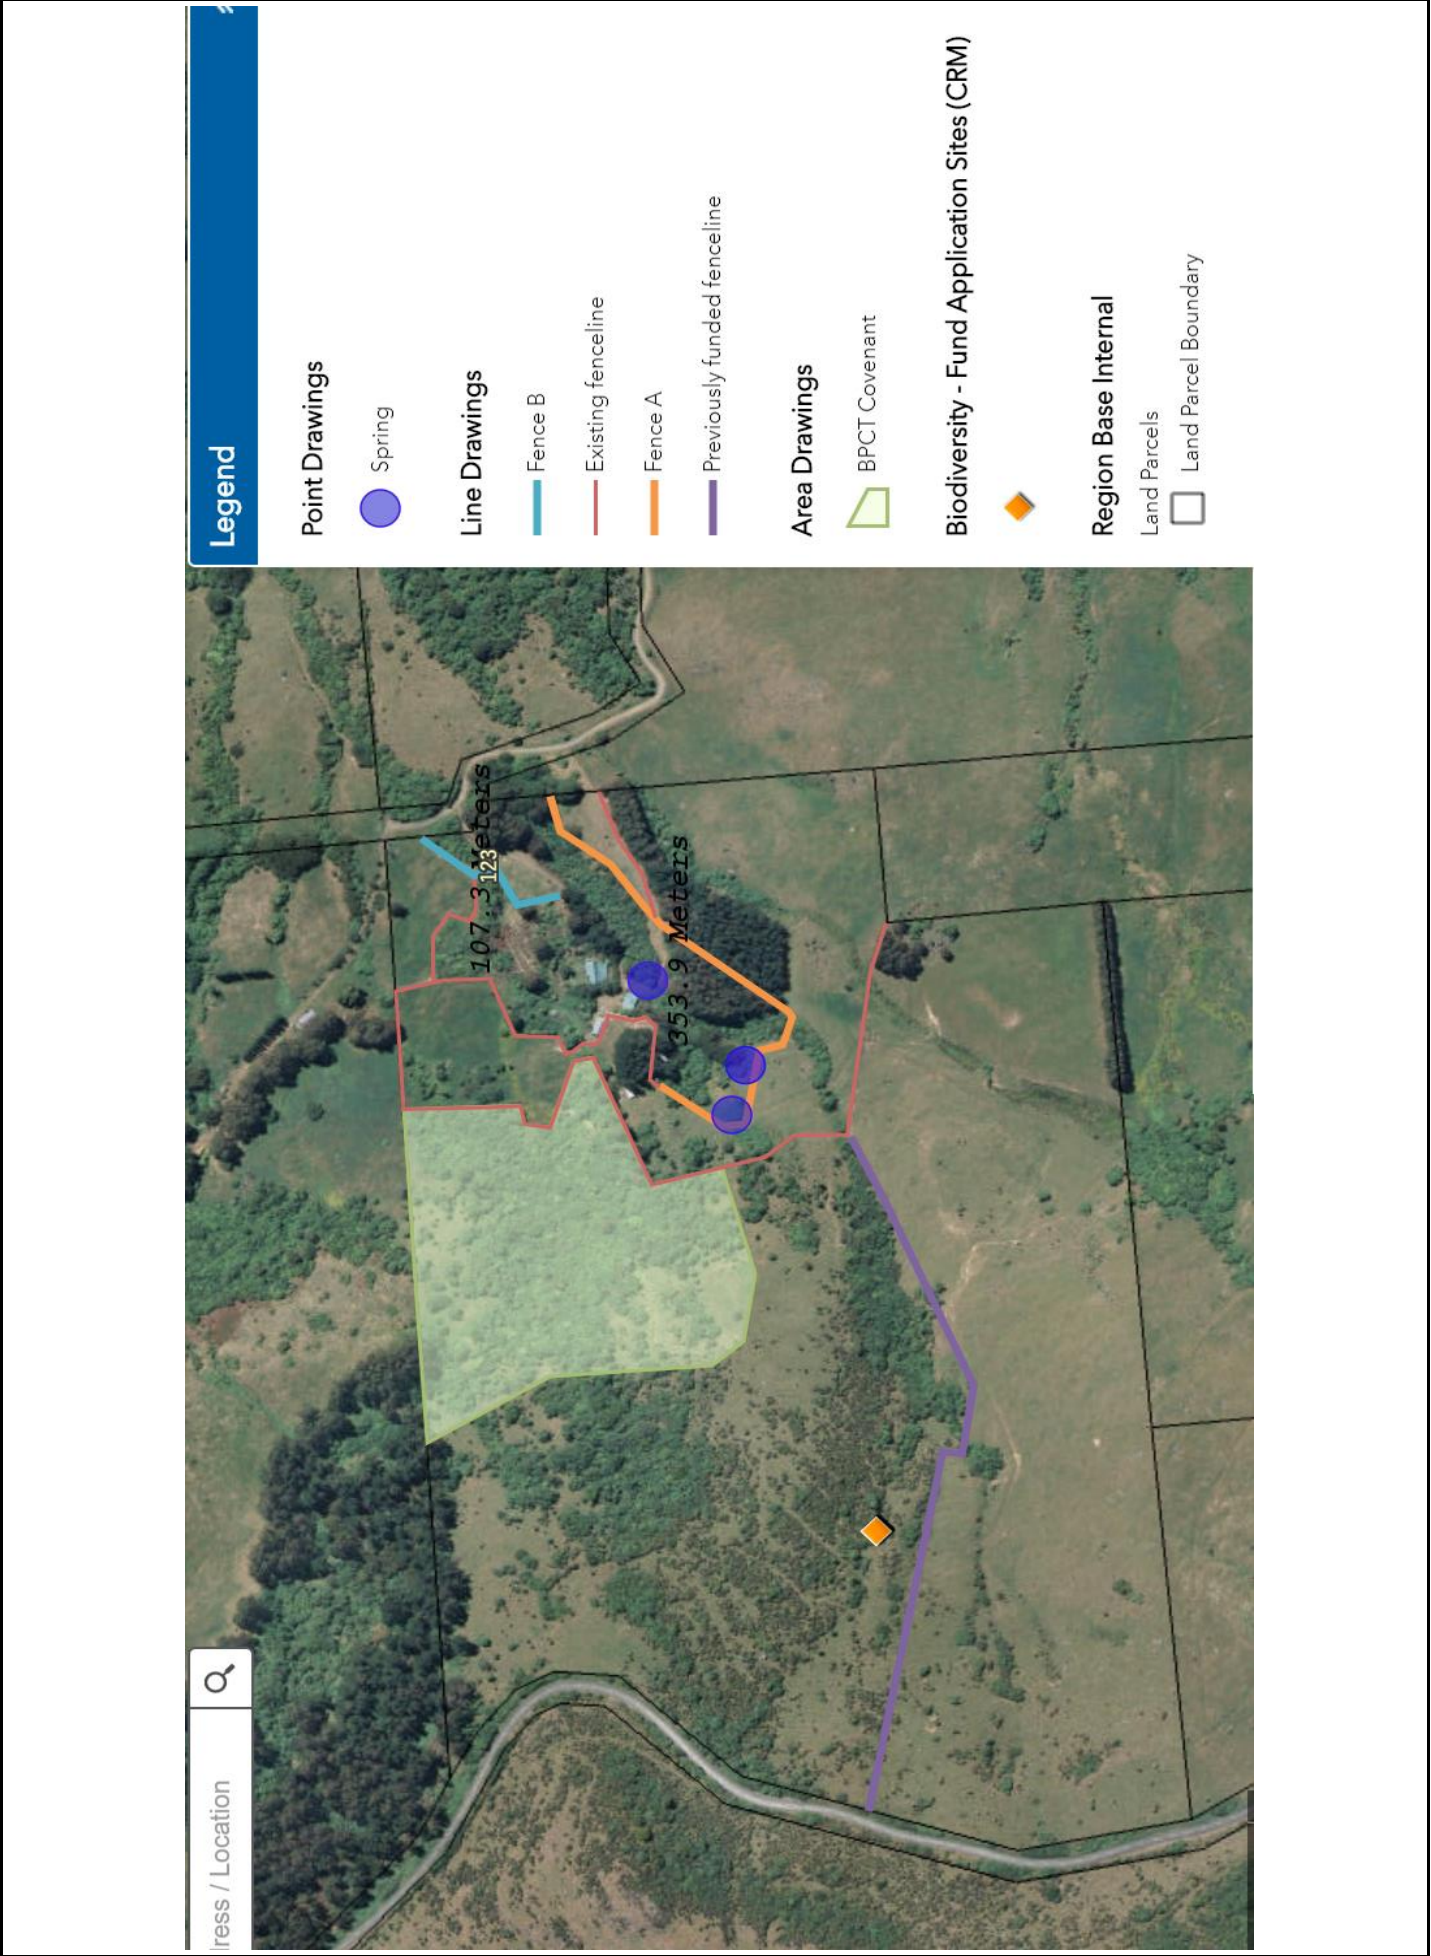 Legend
Point Drawings
Spring
Line Drawings
Fence B
Existing fenceline
Fence A
Previously funded fenceline
Area Drawings
BPCT Covenant
Biodiversity - Fund Application Sites (CRM)
Region Base Internal
Land Parcels
Land Parcel Boundary
ress / Location
107.3 Meters
123
353.9 Meters